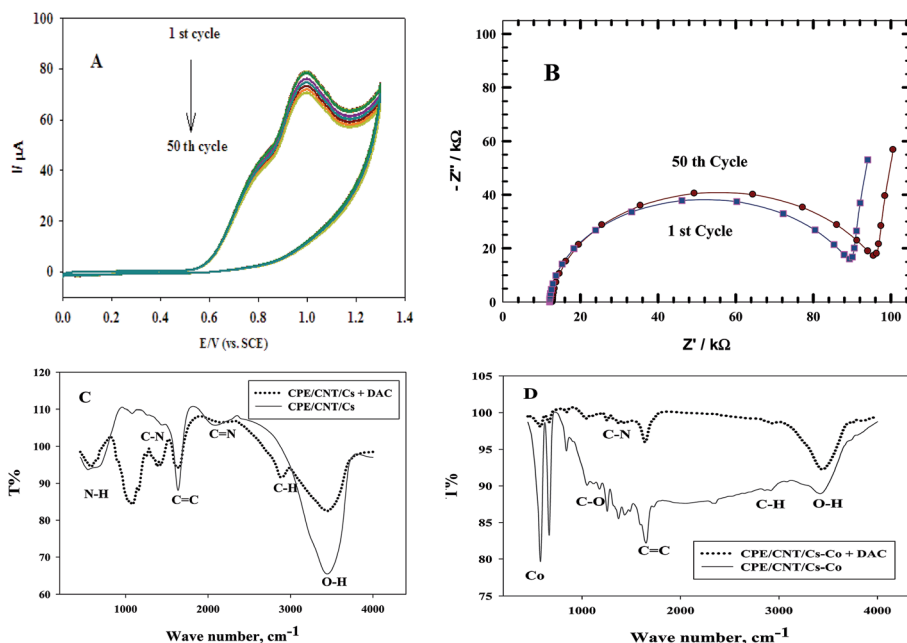 A
1 st cycle
50 th cycle
I/ μA
100
80
60
40
20
0
0.0 0.2 0.4 0.6 0.8 1.0 1.2 1.4
E/V (vs. SCE)
B
50 th Cycle
1 st Cycle
- Z'' / kΩ
-100
-80
60
40
20
0
0 20 40 60 80 100
Z' / kΩ
C
CPE/CNT/Cs + DAC
CPE/CNT/Cs
C-N
C=N
N-H
C=C
C-H
O-H
T%
120
110
100
90
80
70
60
1000 2000 3000 4000
Wave number, cm-1
D
C-N
C-O
C-H
O-H
C=C
Co
CPE/CNT/Cs-Co + DAC
CPE/CNT/Cs-Co
T%
105
100
95
90
85
80
75
1000 2000 3000 4000
Wave number, cm-1